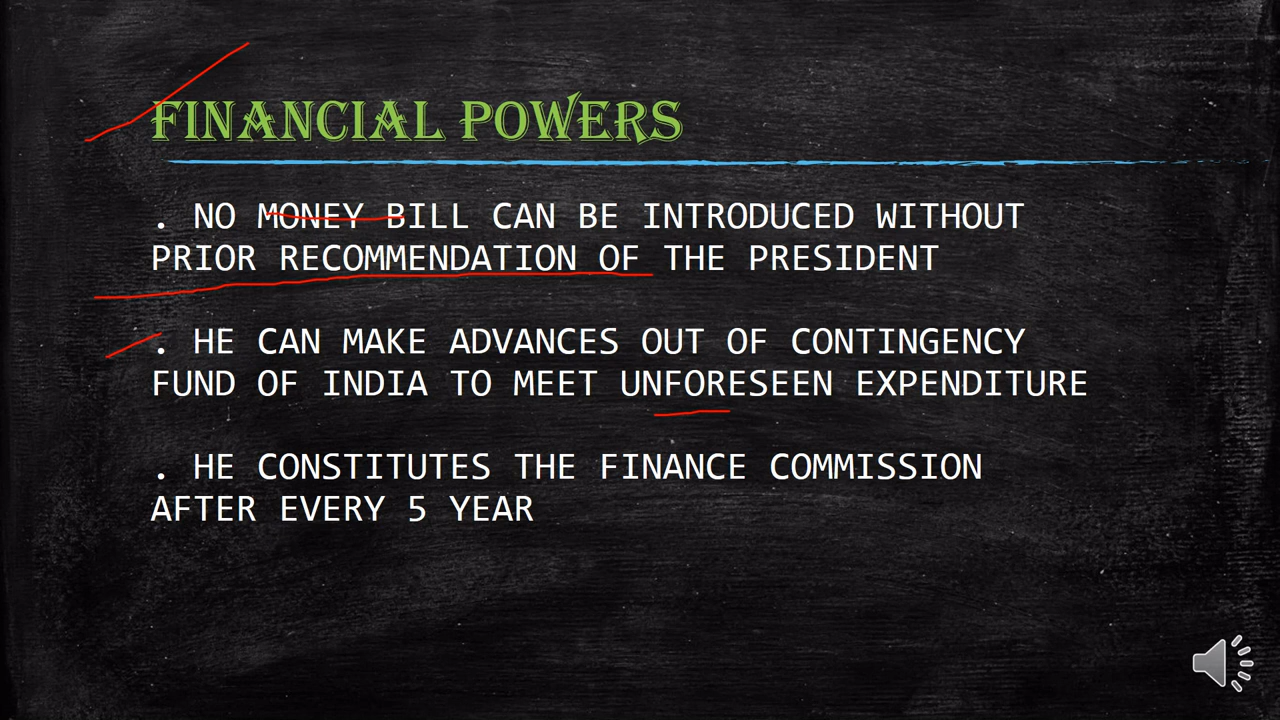 FINANCIAL POWERS
. NO MONEY BILL CAN BE INTRODUCED WITHOUT
PRIOR RECOMMENDATION OF THE PRESIDENT
. HE CAN MAKE ADVANCES OUT OF CONTINGENCY
FUND OF INDIA TO MEET UNFORESEEN EXPENDITURE
. HE CONSTITUTES THE FINANCE COMMISSION
AFTER EVERY 5 YEAR